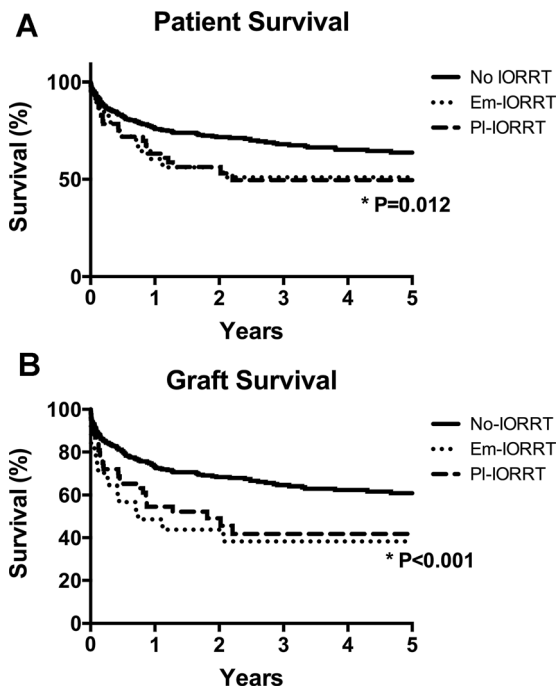 A
Patient Survival
Survival (%)
100
50
0
0 1 2 3 4 5
Years
No IORRT
Em-IORRT
Pl-IORRT
* P=0.012
B
Graft Survival
Survival (%)
100
80
60
40
20
0
0 1 2 3 4 5
Years
No-IORRT
Em-IORRT
Pl-IORRT
* P<0.001